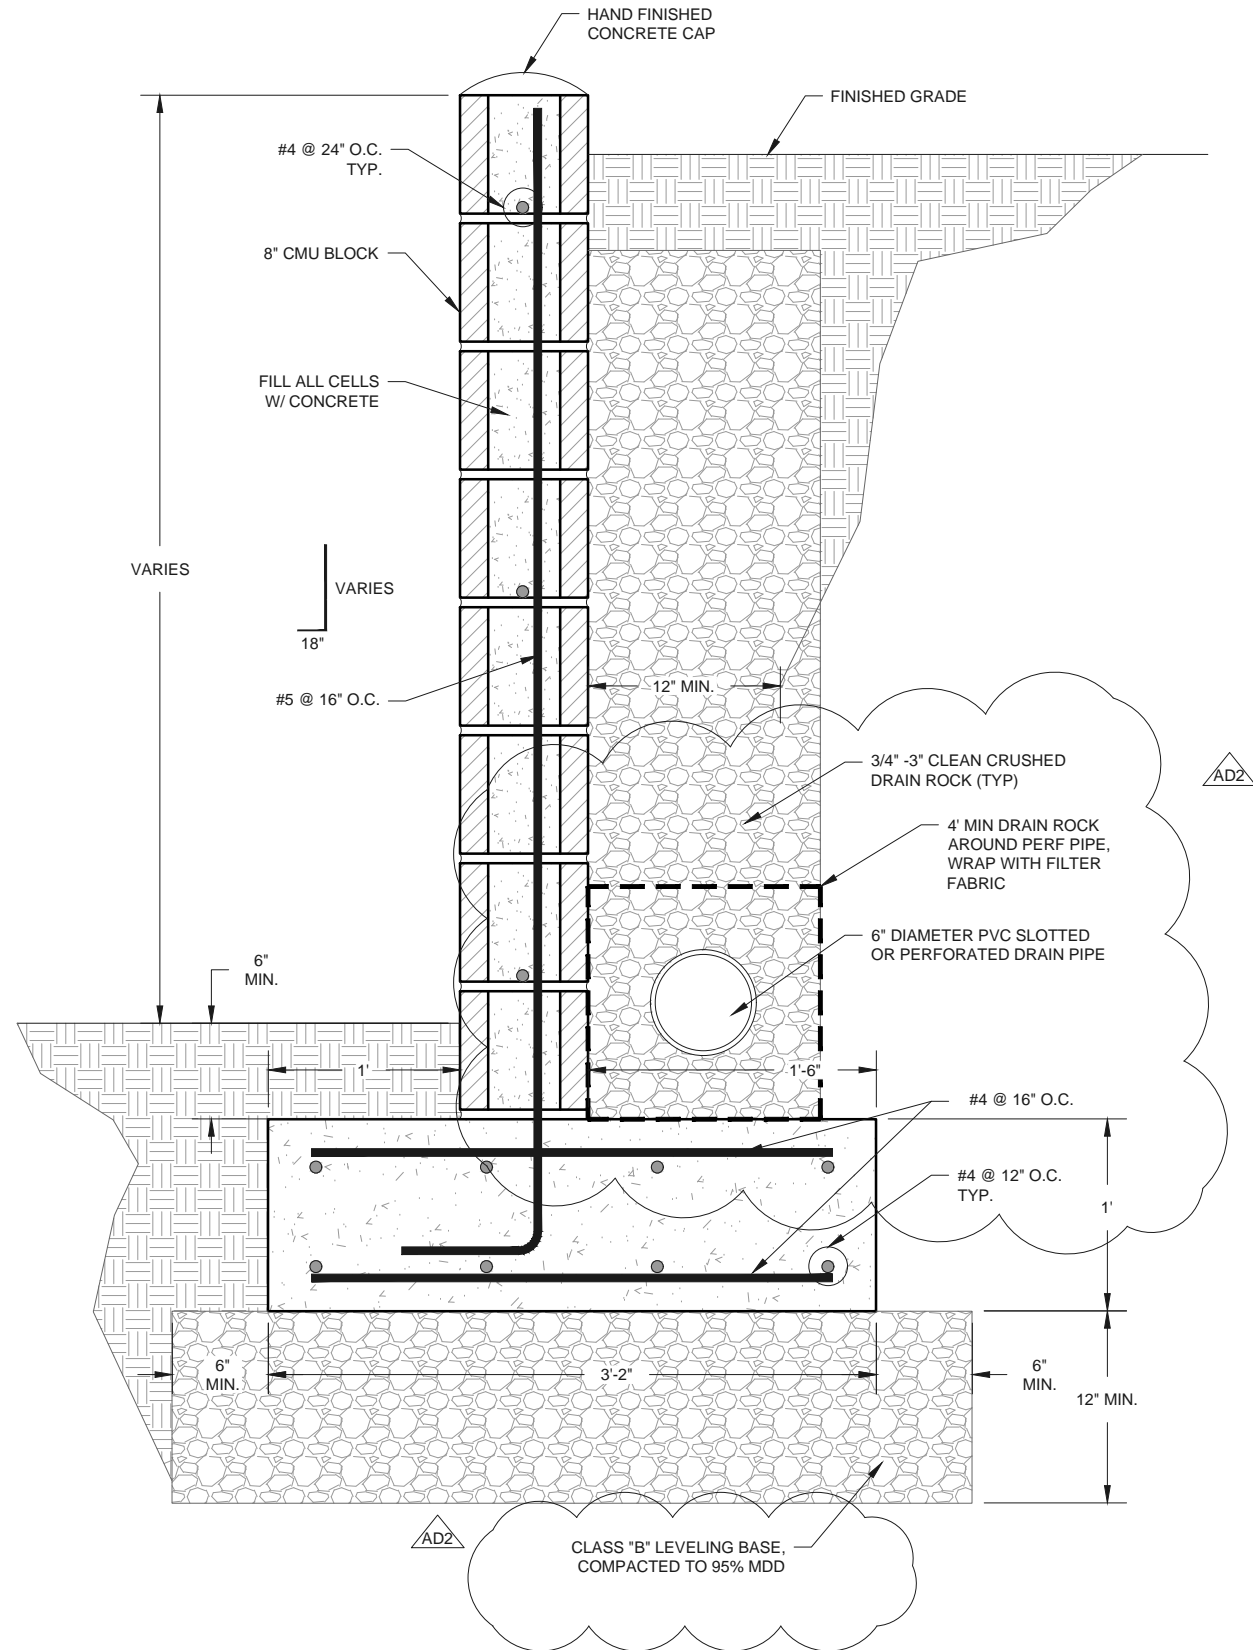 HAND FINISHED
CONCRETE CAP
FINISHED GRADE
#4 @ 24" O.C.
TYP.
8" CMU BLOCK
FILL ALL CELLS
W/ CONCRETE
VARIES
VARIES
18"
#5 @ 16" O.C.
12" MIN.
3/4" -3" CLEAN CRUSHED
DRAIN ROCK (TYP)
AD2
4' MIN DRAIN ROCK
AROUND PERF PIPE,
WRAP WITH FILTER
FABRIC
6" DIAMETER PVC SLOTTED
OR PERFORATED DRAIN PIPE
6"
MIN.
1'
1'-6"
#4 @ 16" O.C.
#4 @ 12" O.C.
TYP.
1'
6"
MIN.
3'-2"
6"
MIN.
12" MIN.
AD2
CLASS "B" LEVELING BASE,
COMPACTED TO 95% MDD